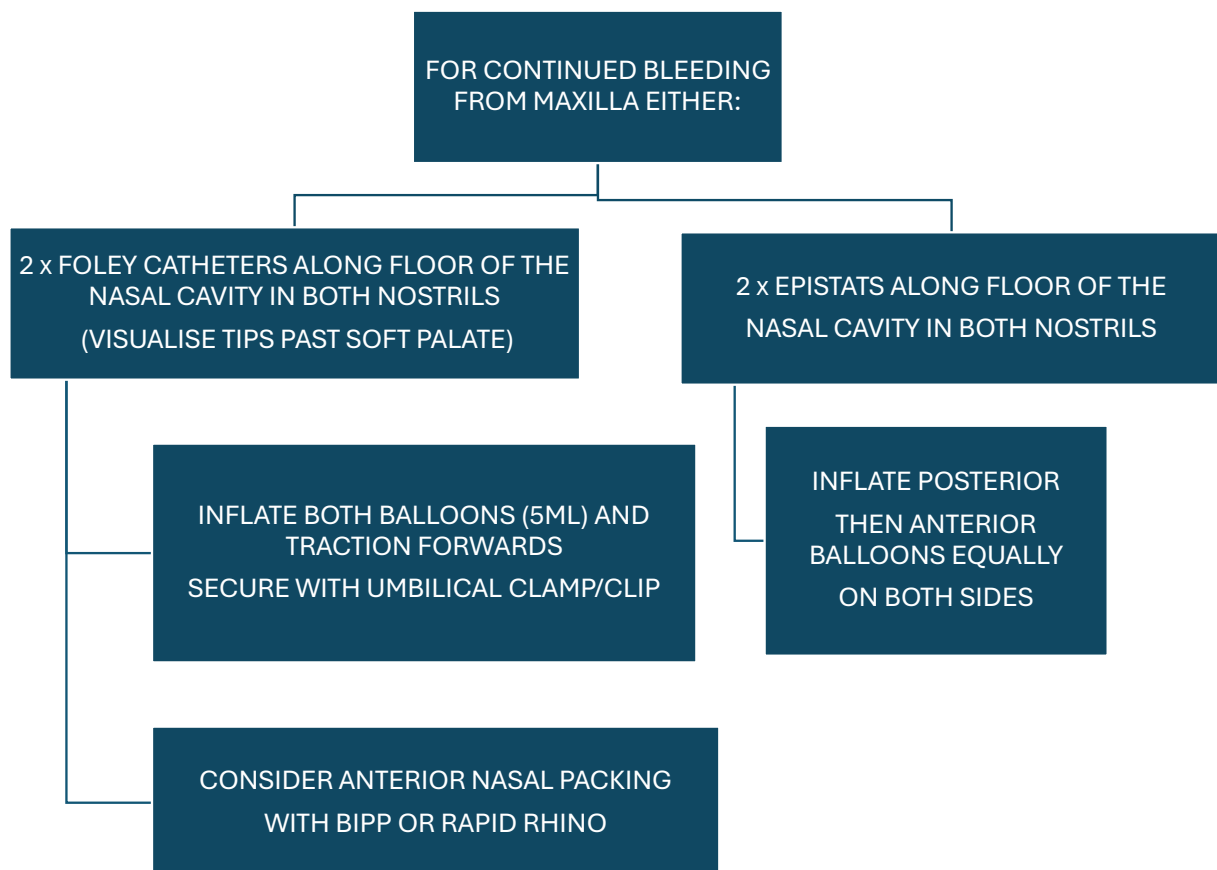 FOR CONTINUED BLEEDING
FROM MAXILLA EITHER:
2 x FOLEY CATHETERS ALONG FLOOR OF THE
NASAL CAVITY IN BOTH NOSTRILS
(VISUALISE TIPS PAST SOFT PALATE)
INFLATE BOTH BALLOONS (5ML) AND
TRACTION FORWARDS
SECURE WITH UMBILICAL CLAMP/CLIP
CONSIDER ANTERIOR NASAL PACKING
WITH BIPP OR RAPID RHINO
2 x EPISTATS ALONG FLOOR OF THE
NASAL CAVITY IN BOTH NOSTRILS
INFLATE POSTERIOR
THEN ANTERIOR
BALLOONS EQUALLY
ON BOTH SIDES